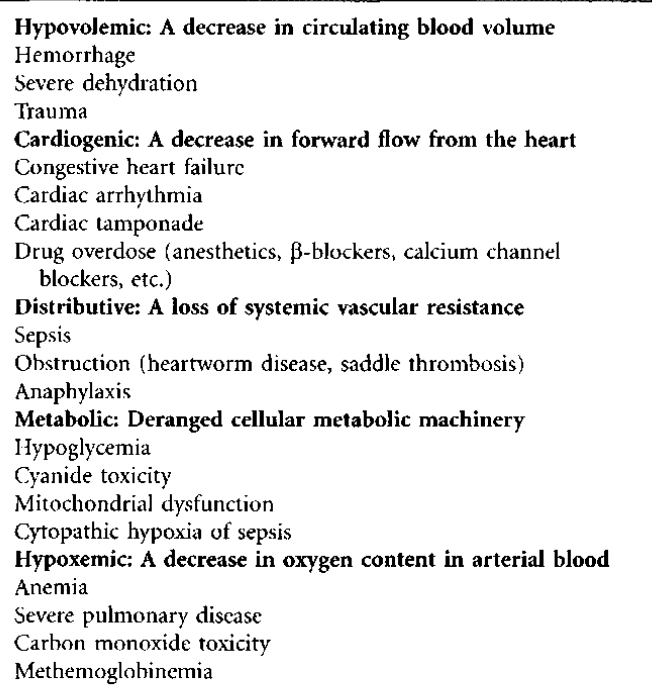 Hypovolemic: A decrease in circulating blood volume
Hemorrhage
Severe dehydration
Trauma
Cardiogenic: A decrease in forward flow from the heart
Congestive heart failure
Cardiac arrhythmia
Cardiac tamponade
Drug overdose (anesthetics, β-blockers, calcium channel
blockers, etc.)
Distributive: A loss of systemic vascular resistance
Sepsis
Obstruction (heartworm disease, saddle thrombosis)
Anaphylaxis
Metabolic: Deranged cellular metabolic machinery
Hypoglycemia
Cyanide toxicity
Mitochondrial dysfunction
Cytopathic hypoxia of sepsis
Hypoxemic: A decrease in oxygen content in arterial blood
Anemia
Severe pulmonary disease
Carbon monoxide toxicity
Methemoglobinemia